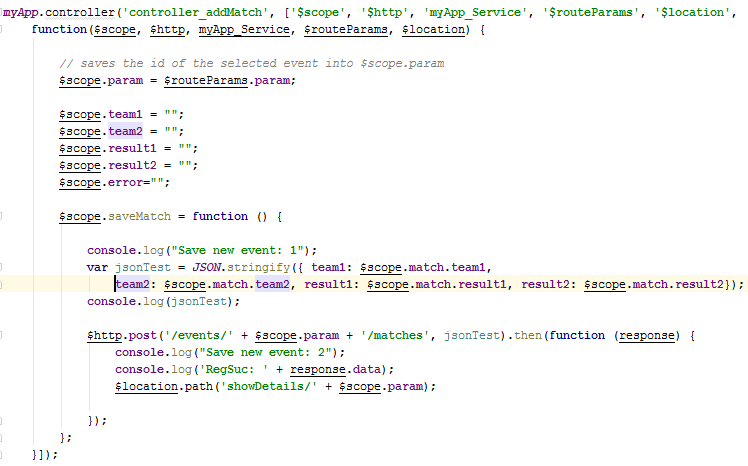 myApp.controller('controller_addMatch', ['$scope', '$http', 'myApp_Service', '$routeParams', '$location',
function($scope, $http, myApp_Service, $routeParams, $location) {
// saves the id of the selected event into $scope.param
$scope.param = $routeParams.param;
$scope.team1 = "";
$scope.team2 = "";
$scope.result1 = "";
$scope.result2 = "";
$scope.error="";
$scope.saveMatch = function () {
console.log("Save new event: 1");
var jsonTest = JSON.stringify({ team1: $scope.match.team1,
team2: $scope.match.team2, result1: $scope.match.result1, result2: $scope.match.result2});
console.log(jsonTest);
$http.post('/events/' + $scope.param + '/matches', jsonTest).then(function (response) {
console.log("Save new event: 2");
console.log('RegSuc: ' + response.data);
$location.path('showDetails/' + $scope.param);
});
};
}]);